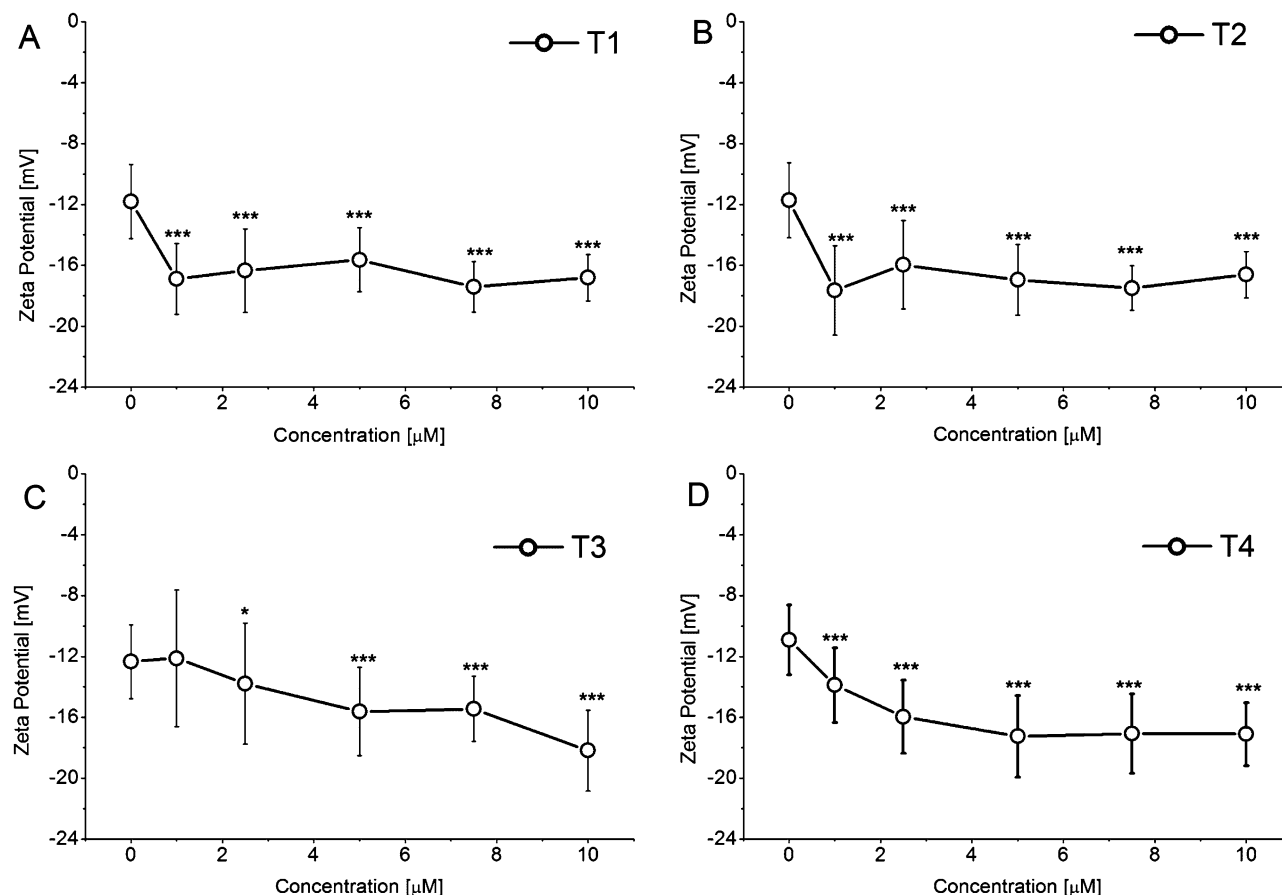 A
T1
0
-4
-8
-12
-16
-20
-24
Zeta Potential [mV]
***
***
***
***
***
0 2 4 6 8 10
Concentration [μM]
B
T2
0
-4
-8
-12
-16
-20
-24
Zeta Potential [mV]
***
***
***
***
***
0 2 4 6 8 10
Concentration [μM]
C
T3
0
-4
-8
-12
-16
-20
-24
Zeta Potential [mV]
*
***
***
***
0 2 4 6 8 10
Concentration [μM]
D
T4
0
-4
-8
-12
-16
-20
-24
Zeta Potential [mV]
***
***
***
***
***
0 2 4 6 8 10
Concentration [μM]